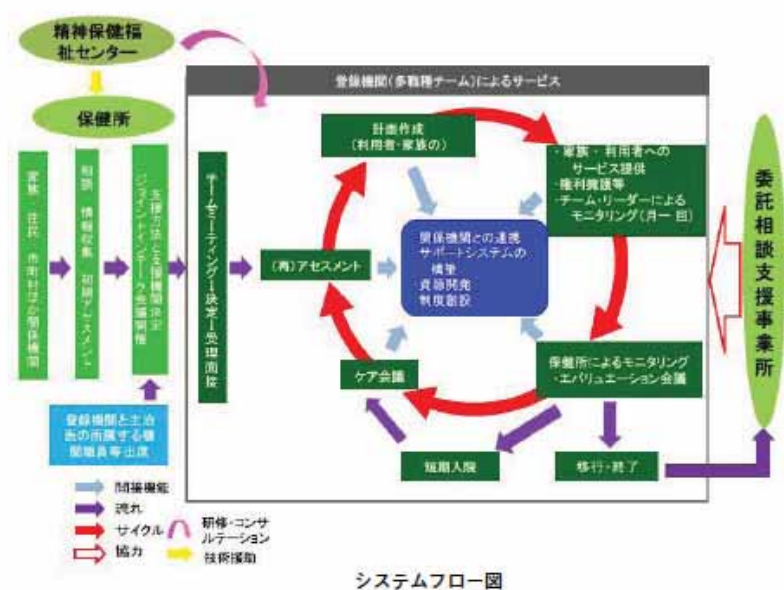 精神保健福
祉センター
保健所
登録機関(多職種チーム)によるサービス
家族・住民・市町村ほか関係機関
相談・情報収集・初期アセスメント
支援方法と支援機関決定
ジョイントインテーク会議開催
チームミーティング→決定→受理面接
計画作成
(利用者・家族の)
・家族・利用者への
サービス提供
・権利擁護等
・チーム・リーダーによる
モニタリング(月一回)
関係機関との連携
サポートシステムの
構築
・資源開発
制度創設
(再)アセスメント
ケア会議
保健所によるモニタリング
・エバリュエーション会議
短期入院
移行・終了
委託相談支援事業所
登録機関と主治
医の所属する機
関職員等出席
間接機能
流れ
サイクル
協力
研修・コンサ
ルテーション
技術援助
システムフロー図